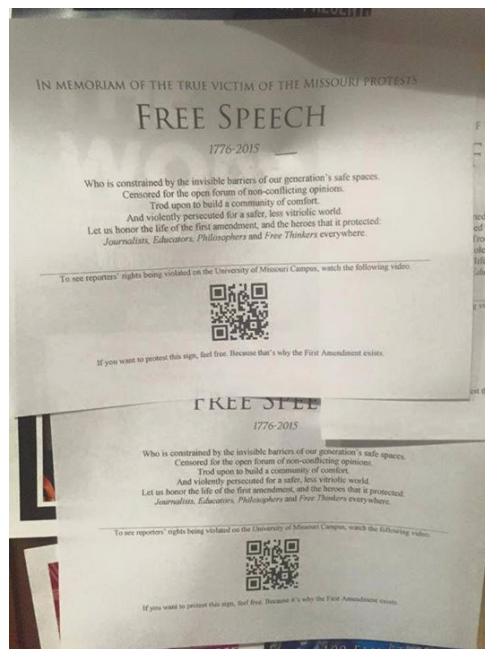 IN MEMORIAM OF THE TRUE VICTIM OF THE MISSOURI PROTESTS
FREE SPEECH
1776-2015
Who is constrained by the invisible barriers of our generation's safe spaces.
Censored for the open forum of non-conflicting opinions.
Trod upon to build a community of comfort.
And violently persecuted for a safer, less vitriolic world.
Let us honor the life of the first amendment, and the heroes that it protected:
Journalists, Educators, Philosophers and Free Thinkers everywhere.
To see reporters' rights being violated on the University of Missouri Campus, watch the following video.
If you want to protest this sign, feel free. Because that's why the First Amendment exists.
FREE SPEE
1776-2015
Who is constrained by the invisible barriers of our generation's safe spaces.
Censored for the open forum of non-conflicting opinions.
Trod upon to build a community of comfort.
And violently persecuted for a safer, less vitriolic world.
Let us honor the life of the first amendment, and the heroes that it protected:
Journalists, Educators, Philosophers and Free Thinkers everywhere.
To see reporters' rights being violated on the University of Missouri Campus, watch the following video.
If you want to protest this sign, feel free. Because it's why the First Amendment exists.